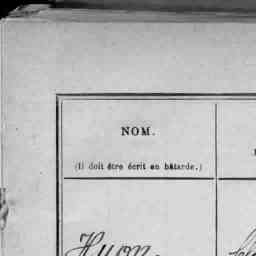 NOM.
(Il doit être écrit en bâtarde.)
Huon.